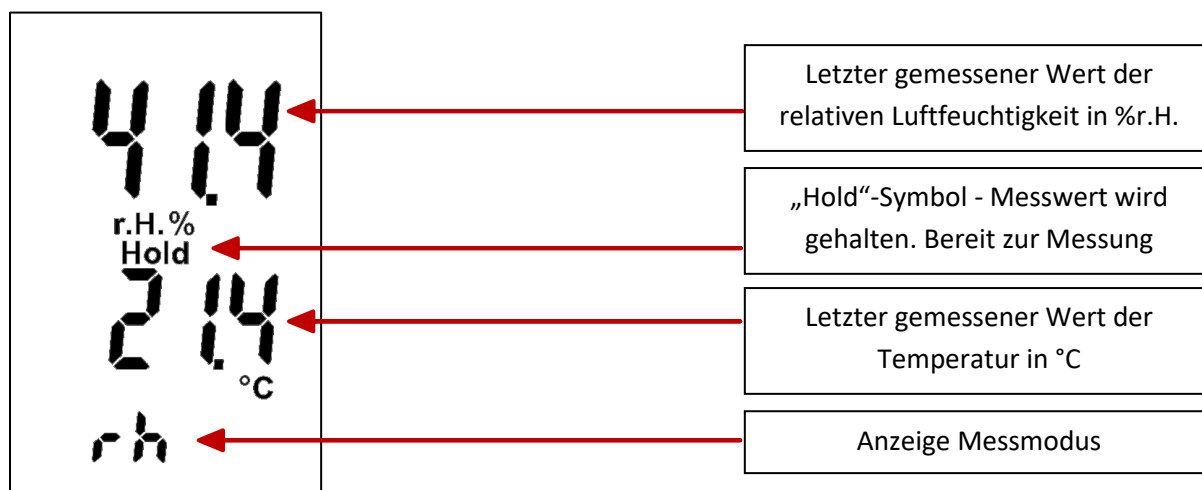 41.4
r.H.%
Hold
21.4
°C
rh
Letzter gemessener Wert der
relativen Luftfeuchtigkeit in %r.H.
„Hold“-Symbol - Messwert wird
gehalten. Bereit zur Messung
Letzter gemessener Wert der
Temperatur in °C
Anzeige Messmodus